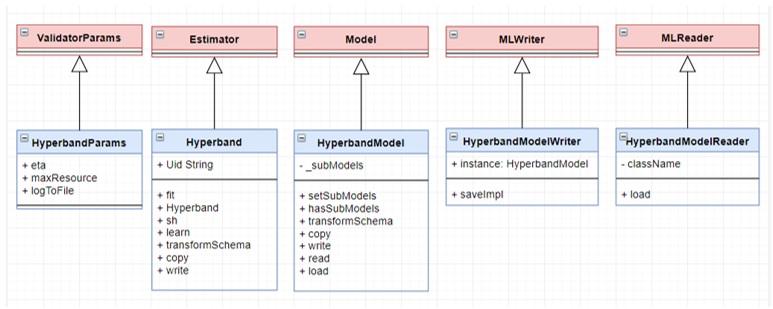 ValidatorParams
Estimator
Model
MLWriter
MLReader
HyperbandParams
+ eta
+ maxResource
+ logToFile
Hyperband
+ Uid String
+ fit
+ Hyperband
+ sh
+ learn
+ transformSchema
+ copy
+ write
HyperbandModel
- _subModels
+ setSubModels
+ hasSubModels
+ transformSchema
+ copy
+ write
+ read
+ load
HyperbandModelWriter
+ instance: HyperbandModel
+ saveImpl
HyperbandModelReader
- className
+ load